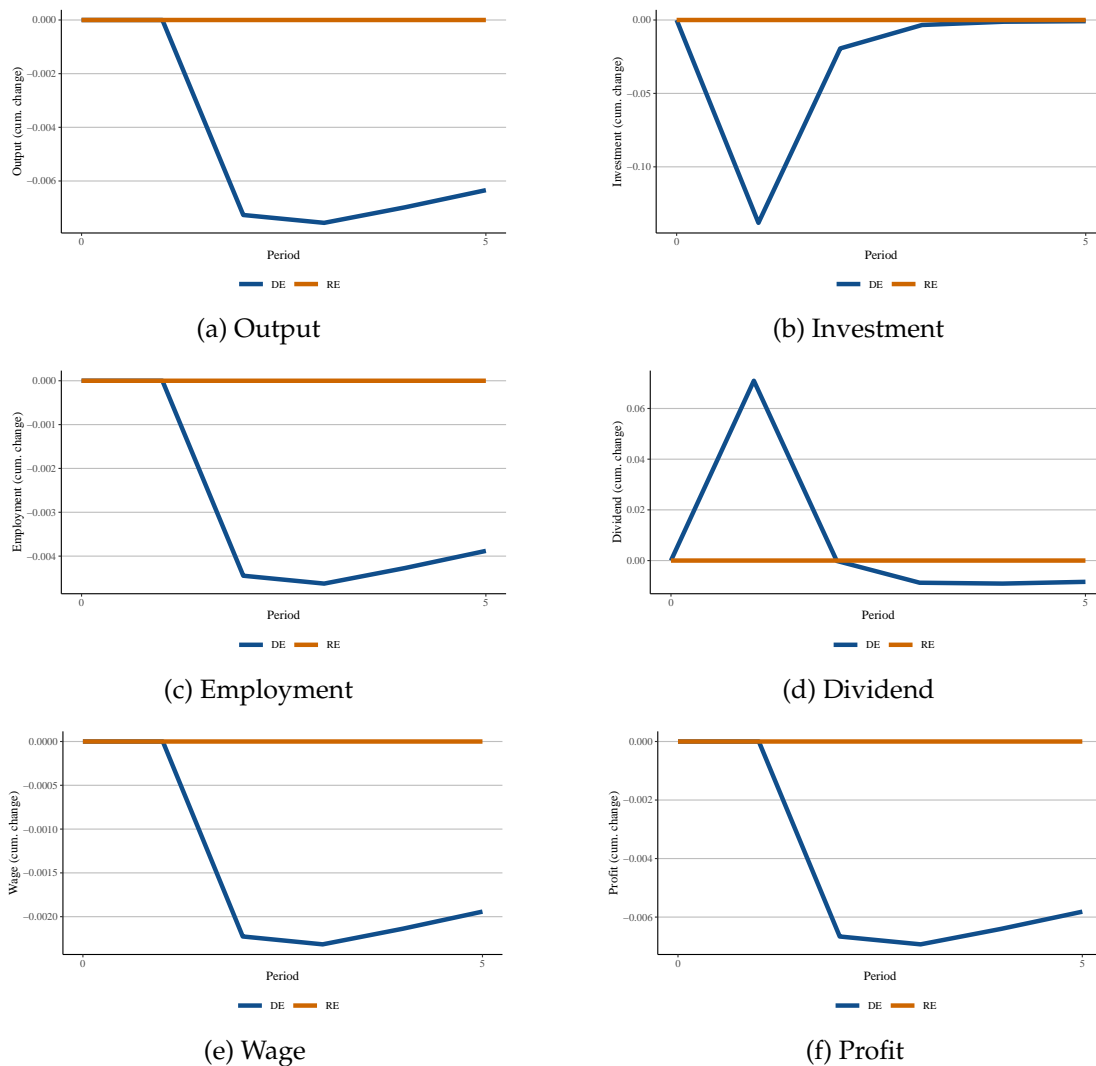 0.000
−0.002
−0.004
−0.006
Output (cum. change)
0
5
Period
DE RE
(a) Output
0.00
−0.05
−0.10
Investment (cum. change)
0
5
Period
DE RE
(b) Investment
0.000
−0.001
−0.002
−0.003
−0.004
Employment (cum. change)
0
5
Period
DE RE
(c) Employment
0.06
0.04
0.02
0.00
Dividend (cum. change)
0
5
Period
DE RE
(d) Dividend
0.0000
−0.0005
−0.0010
−0.0015
−0.0020
Wage (cum. change)
0
5
Period
DE RE
(e) Wage
0.000
−0.002
−0.004
−0.006
Profit (cum. change)
0
5
Period
DE RE
(f) Profit